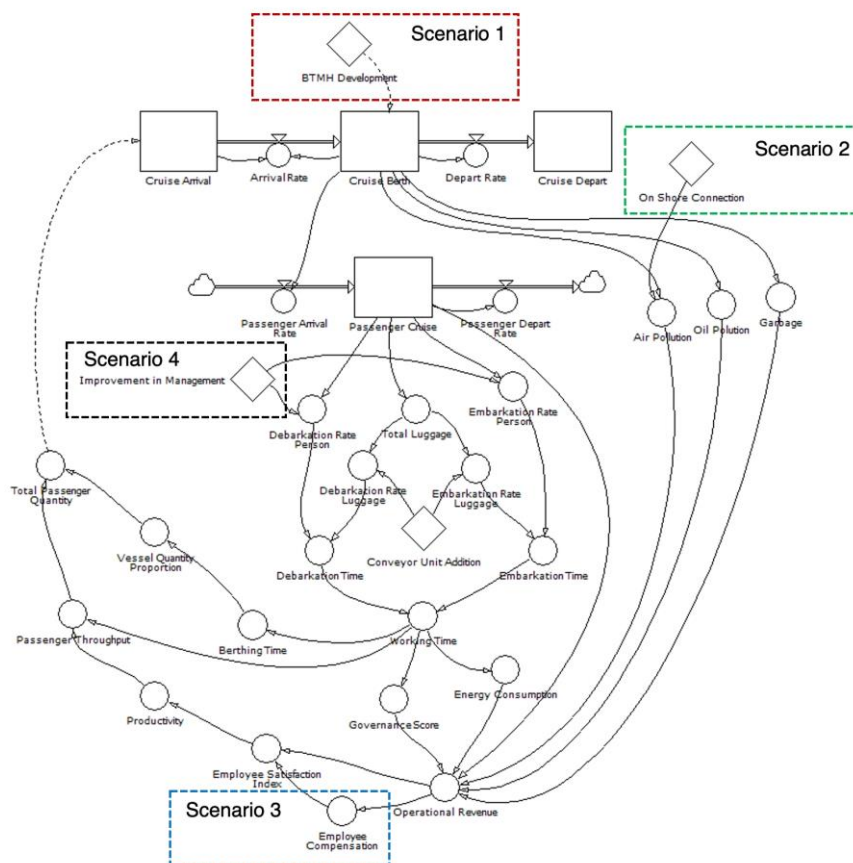 Scenario 1
BTMH Development
Scenario 2
Cruise Arrival
Arrival Rate
Cruise Berth
Depart Rate
Cruise Depart
On Shore Connection
Passenger Arrival
Rate
Passenger Cruise
Passenger Depart
Rate
Air Pollution
Oil Polution
Garbage
Scenario 4
Improvement in Management
Debarkation Rate
Person
Total Luggage
Embarkation Rate
Person
Total Passenger
Quantity
Debarkation Rate
Luggage
Embarkation Rate
Luggage
Vessel Quantity
Proportion
Debarkation Time
Conveyor Unit Addition
Embarkation Time
Passenger Throughput
Berthing Time
Working Time
Productivity
Governance Score
Energy Consumption
Employee Satisfaction
Index
Scenario 3
Employee
Compensation
Operational Revenue